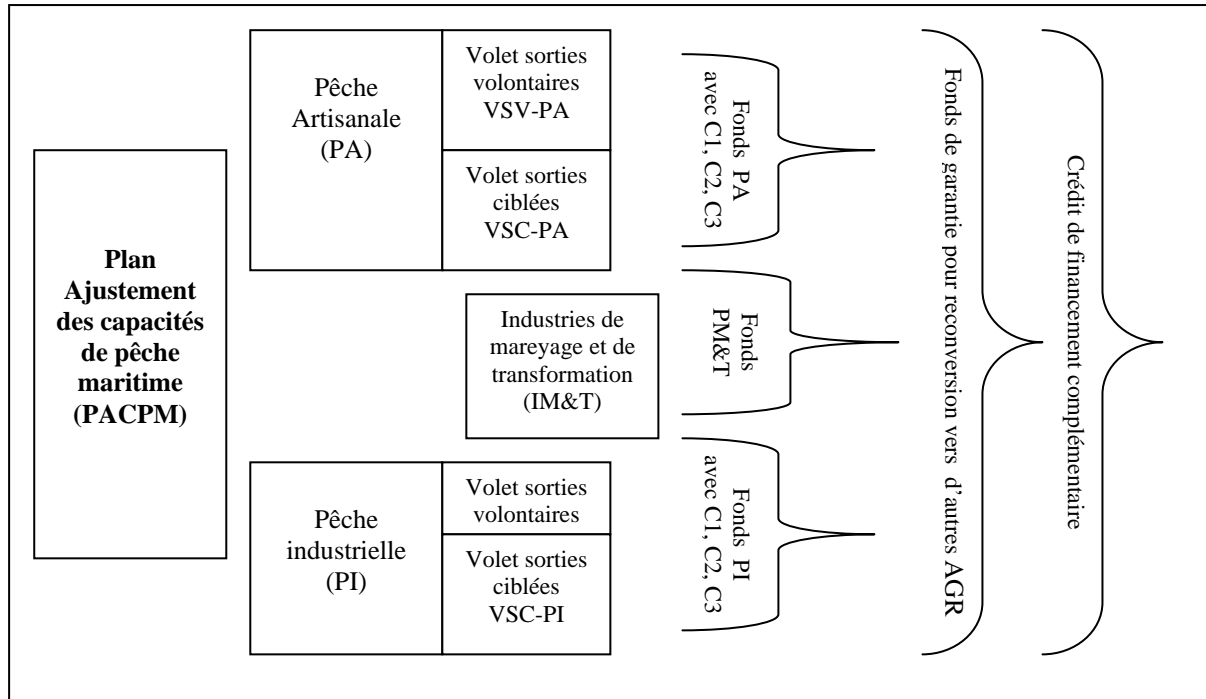 Plan
Ajustement
des capacités
de pêche
maritime
(PACPM)
Pêche
Artisanale
(PA)
Volet sorties
volontaires
VSV-PA
Volet sorties
ciblées
VSC-PA
Industries de
mareyage et de
transformation
(IM&T)
Pêche
industrielle
(PI)
Volet sorties
volontaires
Volet sorties
ciblées
VSC-PI
Fonds PA
avec C1, C2, C3
Fonds
PM&T
Fonds PI
avec C1, C2, C3
Fonds de garantie pour reconversion vers d'autres AGR
Crédit de financement complémentaire